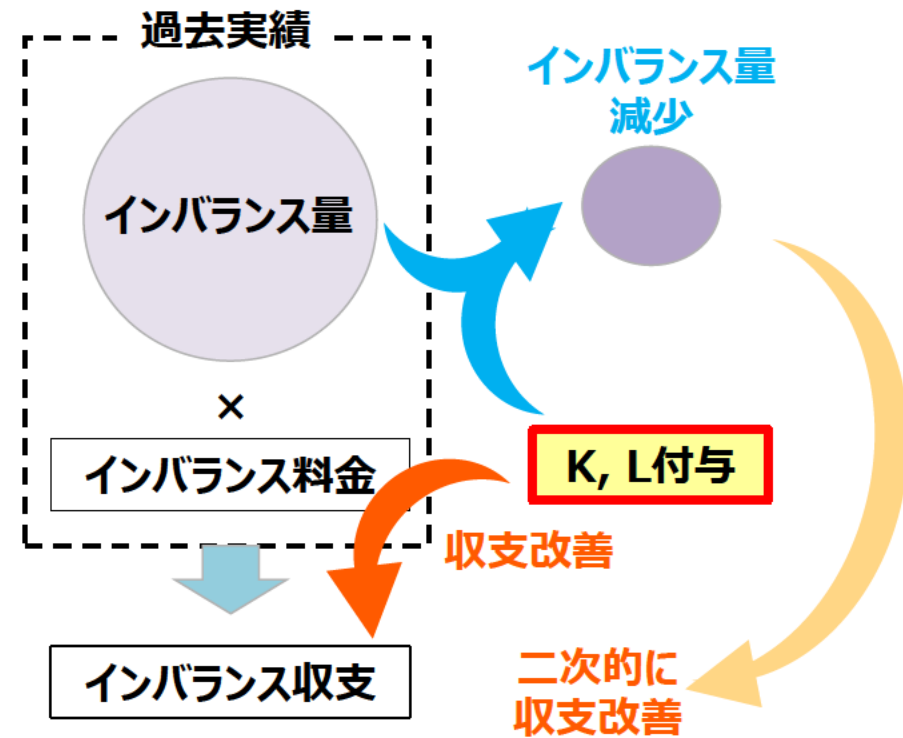 過去実績
インバランス量
減少
インバランス量
×
インバランス料金
K, L付与
収支改善
インバランス収支
二次的に
収支改善